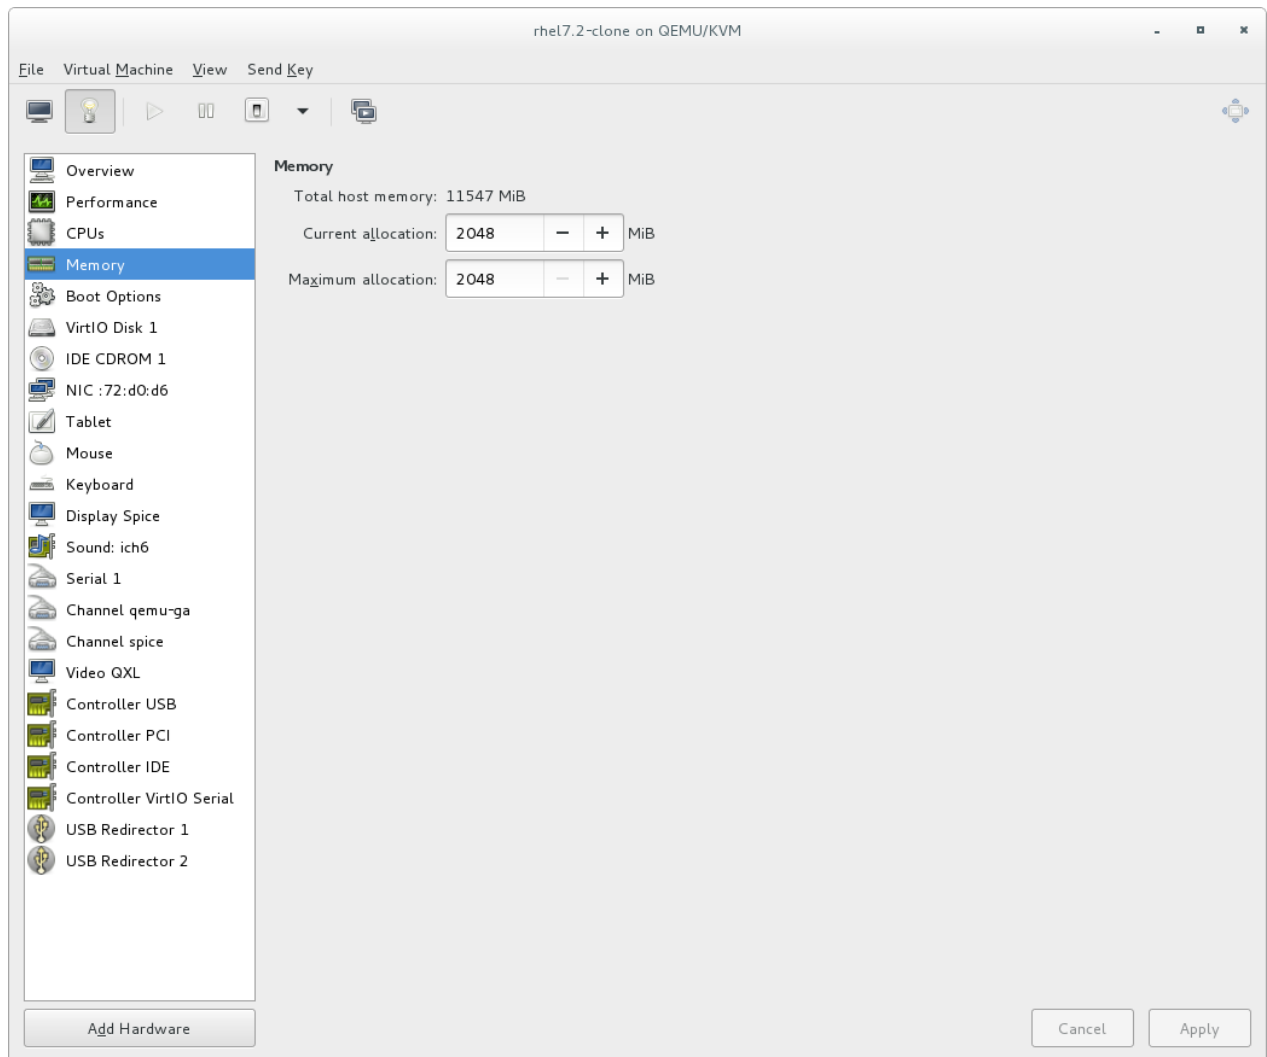 rhel7.2-clone on QEMU/KVM
File Virtual Machine View Send Key
Overview
Performance
CPUs
Memory
Boot Options
VirtIO Disk 1
IDE CDROM 1
NIC :72:d0:d6
Tablet
Mouse
Keyboard
Display Spice
Sound: ich6
Serial 1
Channel qemu-ga
Channel spice
Video QXL
Controller USB
Controller PCI
Controller IDE
Controller VirtIO Serial
USB Redirector 1
USB Redirector 2
Add Hardware
Memory
Total host memory: 11547 MiB
Current allocation: 2048 − + MiB
Maximum allocation: 2048 − + MiB
Cancel Apply